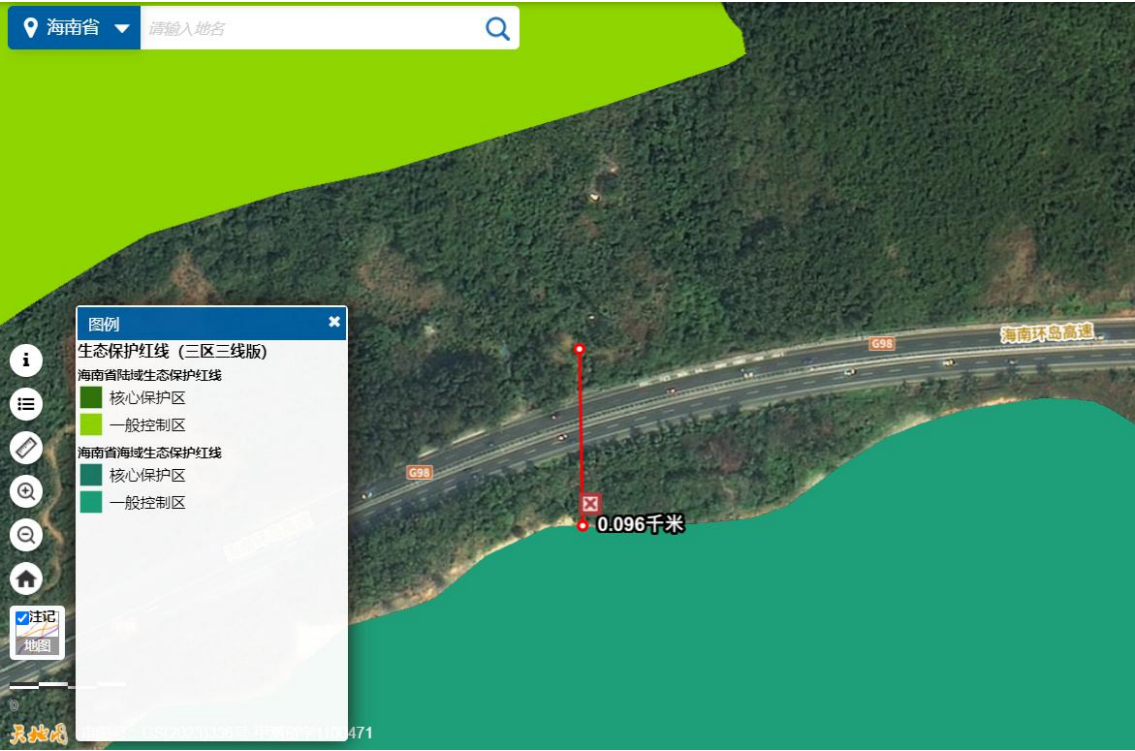 海南省
请输入地名
图例
生态保护红线（三区三线版）
海南省陆域生态保护红线
核心保护区
一般控制区
海南省海域生态保护红线
核心保护区
一般控制区
海南环岛高速
G98
G98
0.096千米
注记
地图
天地图
471